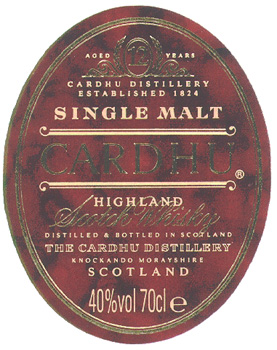 AGED 12 YEARS
CARDHU DISTILLERY
ESTABLISHED 1824
SINGLE MALT
CARDHU®
HIGHLAND
Scotch Whisky
DISTILLED & BOTTLED IN SCOTLAND
THE CARDHU DISTILLERY
KNOCKANDO MORAYSHIRE
SCOTLAND
40%vol 70cl e